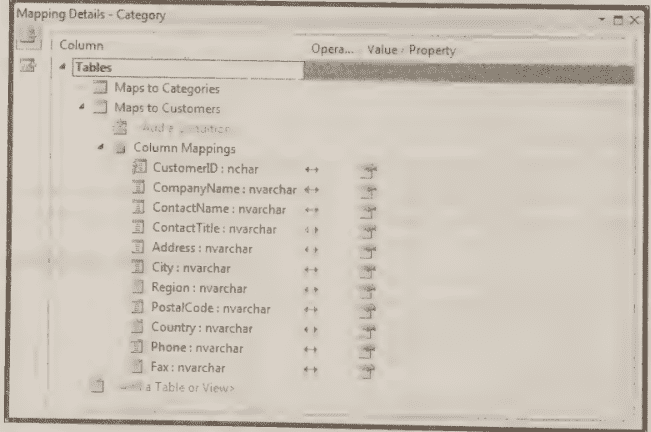 Mapping Details - Category
Column Opera... Value / Property
Tables
Maps to Categories
Maps to Customers
Column Mappings
CustomerID : nchar
CompanyName : nvarchar
ContactName : nvarchar
ContactTitle : nvarchar
Address : nvarchar
City : nvarchar
Region : nvarchar
PostalCode : nvarchar
Country : nvarchar
Phone : nvarchar
Fax : nvarchar
a Table or View>